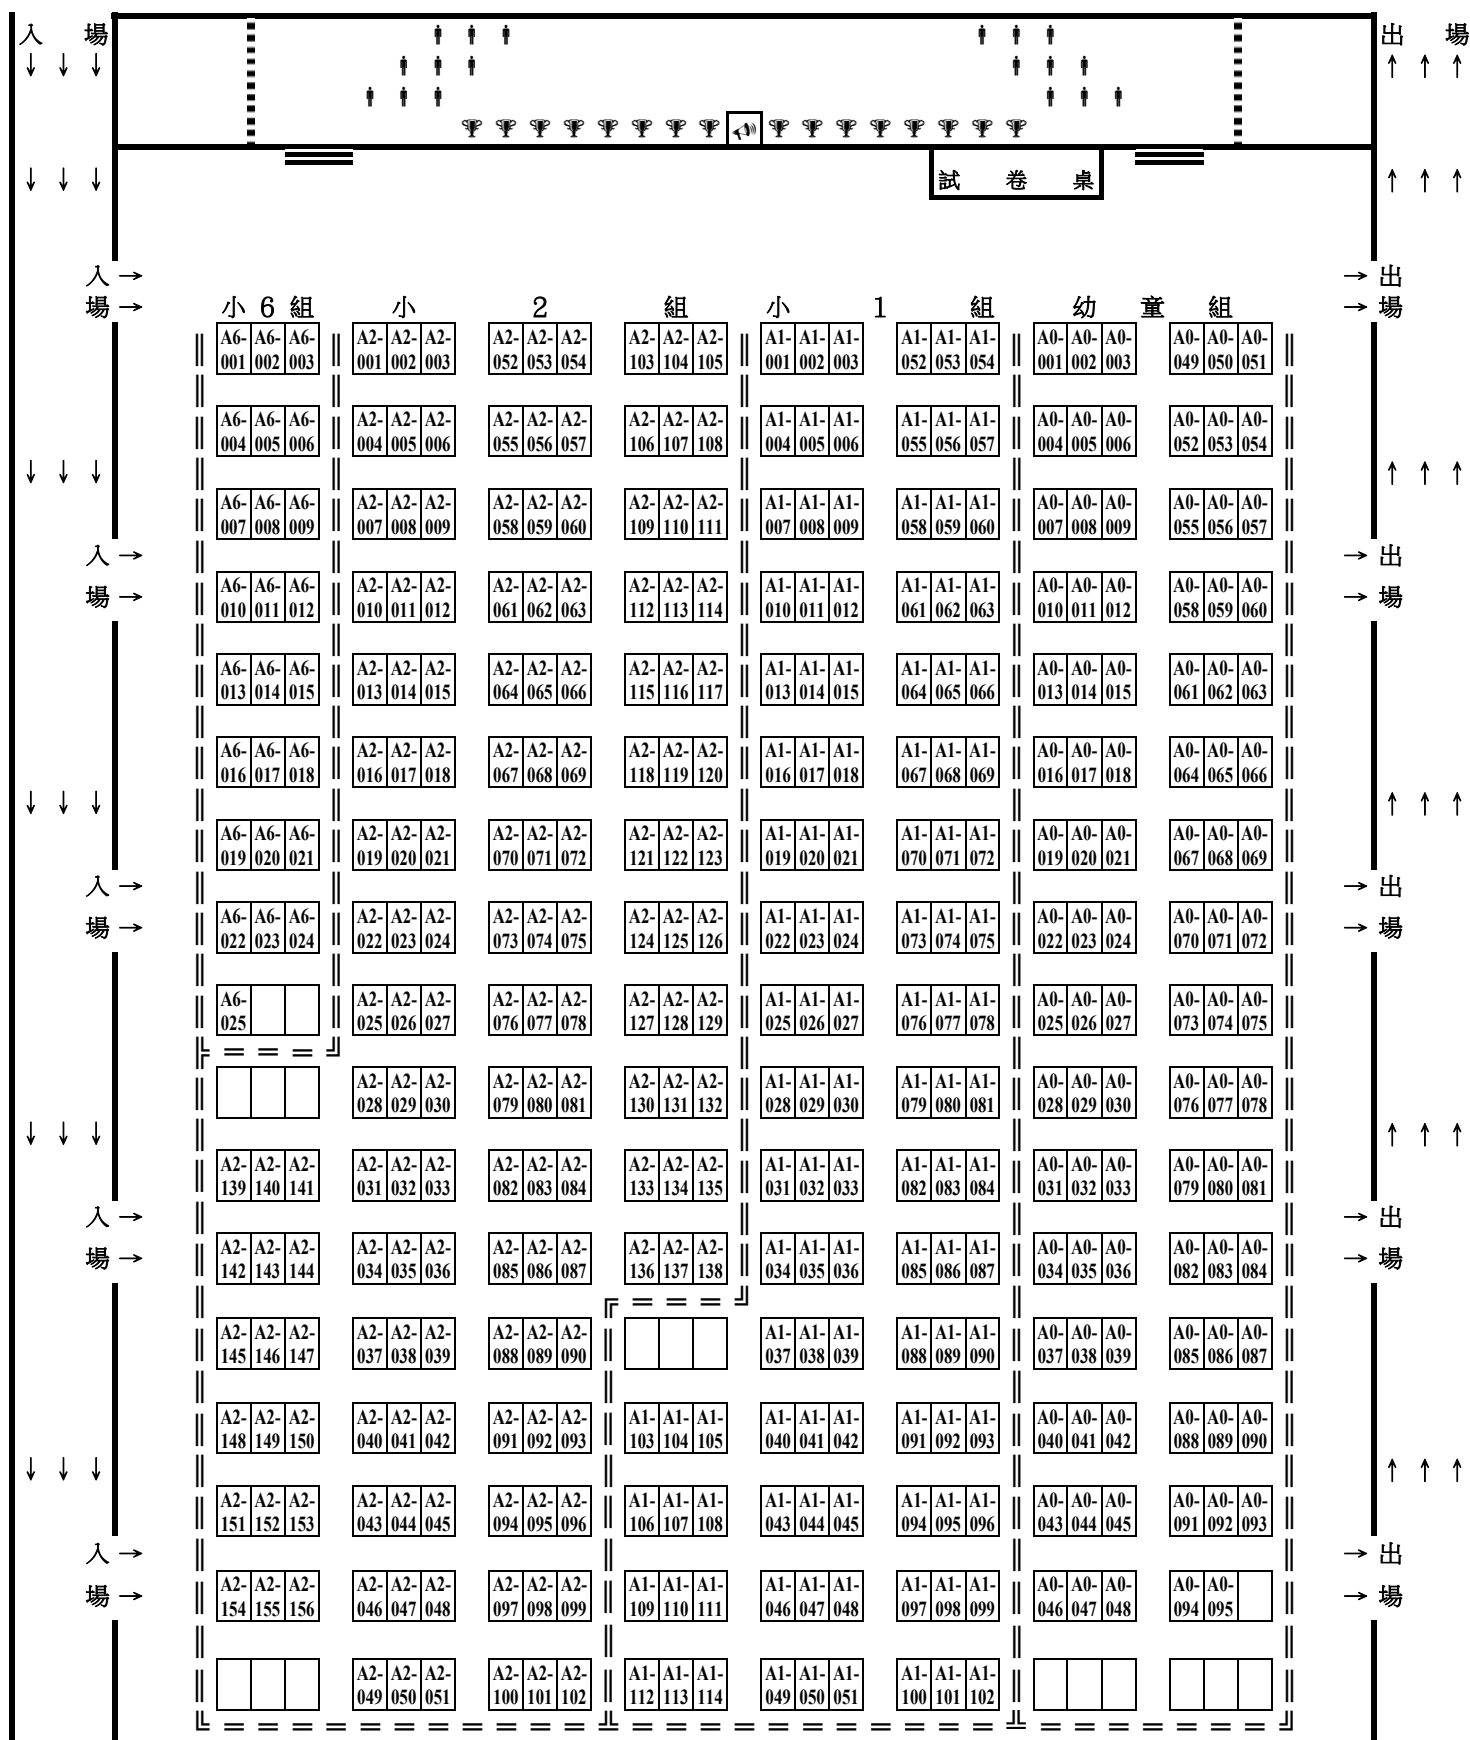 入 場 出 場
↓ ↓ ↓ ↑ ↑ ↑
↓ ↓ ↓ 試 卷 桌 ↑ ↑ ↑
入 → → 出
場 → 小6組 小 2 組 小 1 組 幼 童 組 → 場
A6-001 A6-002 A6-003 A2-001 A2-002 A2-003 A2-052 A2-053 A2-054 A2-103 A2-104 A2-105 A1-001 A1-002 A1-003 A1-052 A1-053 A1-054 A0-001 A0-002 A0-003 A0-049 A0-050 A0-051
A6-004 A6-005 A6-006 A2-004 A2-005 A2-006 A2-055 A2-056 A2-057 A2-106 A2-107 A2-108 A1-004 A1-005 A1-006 A1-055 A1-056 A1-057 A0-004 A0-005 A0-006 A0-052 A0-053 A0-054
↓ ↓ ↓ ↑ ↑ ↑
A6-007 A6-008 A6-009 A2-007 A2-008 A2-009 A2-058 A2-059 A2-060 A2-109 A2-110 A2-111 A1-007 A1-008 A1-009 A1-058 A1-059 A1-060 A0-007 A0-008 A0-009 A0-055 A0-056 A0-057
入 → → 出
場 → → 場
A6-010 A6-011 A6-012 A2-010 A2-011 A2-012 A2-061 A2-062 A2-063 A2-112 A2-113 A2-114 A1-010 A1-011 A1-012 A1-061 A1-062 A1-063 A0-010 A0-011 A0-012 A0-058 A0-059 A0-060
A6-013 A6-014 A6-015 A2-013 A2-014 A2-015 A2-064 A2-065 A2-066 A2-115 A2-116 A2-117 A1-013 A1-014 A1-015 A1-064 A1-065 A1-066 A0-013 A0-014 A0-015 A0-061 A0-062 A0-063
A6-016 A6-017 A6-018 A2-016 A2-017 A2-018 A2-067 A2-068 A2-069 A2-118 A2-119 A2-120 A1-016 A1-017 A1-018 A1-067 A1-068 A1-069 A0-016 A0-017 A0-018 A0-064 A0-065 A0-066
↓ ↓ ↓ ↑ ↑ ↑
A6-019 A6-020 A6-021 A2-019 A2-020 A2-021 A2-070 A2-071 A2-072 A2-121 A2-122 A2-123 A1-019 A1-020 A1-021 A1-070 A1-071 A1-072 A0-019 A0-020 A0-021 A0-067 A0-068 A0-069
入 → → 出
場 → → 場
A6-022 A6-023 A6-024 A2-022 A2-023 A2-024 A2-073 A2-074 A2-075 A2-124 A2-125 A2-126 A1-022 A1-023 A1-024 A1-073 A1-074 A1-075 A0-022 A0-023 A0-024 A0-070 A0-071 A0-072
A6-025 A2-025 A2-026 A2-027 A2-076 A2-077 A2-078 A2-127 A2-128 A2-129 A1-025 A1-026 A1-027 A1-076 A1-077 A1-078 A0-025 A0-026 A0-027 A0-073 A0-074 A0-075
A2-028 A2-029 A2-030 A2-079 A2-080 A2-081 A2-130 A2-131 A2-132 A1-028 A1-029 A1-030 A1-079 A1-080 A1-081 A0-028 A0-029 A0-030 A0-076 A0-077 A0-078
↓ ↓ ↓ ↑ ↑ ↑
A2-139 A2-140 A2-141 A2-031 A2-032 A2-033 A2-082 A2-083 A2-084 A2-133 A2-134 A2-135 A1-031 A1-032 A1-033 A1-082 A1-083 A1-084 A0-031 A0-032 A0-033 A0-079 A0-080 A0-081
入 → → 出
場 → → 場
A2-142 A2-143 A2-144 A2-034 A2-035 A2-036 A2-085 A2-086 A2-087 A2-136 A2-137 A2-138 A1-034 A1-035 A1-036 A1-085 A1-086 A1-087 A0-034 A0-035 A0-036 A0-082 A0-083 A0-084
A2-145 A2-146 A2-147 A2-037 A2-038 A2-039 A2-088 A2-089 A2-090 A1-037 A1-038 A1-039 A1-088 A1-089 A1-090 A0-037 A0-038 A0-039 A0-085 A0-086 A0-087
A2-148 A2-149 A2-150 A2-040 A2-041 A2-042 A2-091 A2-092 A2-093 A1-103 A1-104 A1-105 A1-040 A1-041 A1-042 A1-091 A1-092 A1-093 A0-040 A0-041 A0-042 A0-088 A0-089 A0-090
↓ ↓ ↓ ↑ ↑ ↑
A2-151 A2-152 A2-153 A2-043 A2-044 A2-045 A2-094 A2-095 A2-096 A1-106 A1-107 A1-108 A1-043 A1-044 A1-045 A1-094 A1-095 A1-096 A0-043 A0-044 A0-045 A0-091 A0-092 A0-093
入 → → 出
場 → → 場
A2-154 A2-155 A2-156 A2-046 A2-047 A2-048 A2-097 A2-098 A2-099 A1-109 A1-110 A1-111 A1-046 A1-047 A1-048 A1-097 A1-098 A1-099 A0-046 A0-047 A0-048 A0-094 A0-095
A2-049 A2-050 A2-051 A2-100 A2-101 A2-102 A1-112 A1-113 A1-114 A1-049 A1-050 A1-051 A1-100 A1-101 A1-102